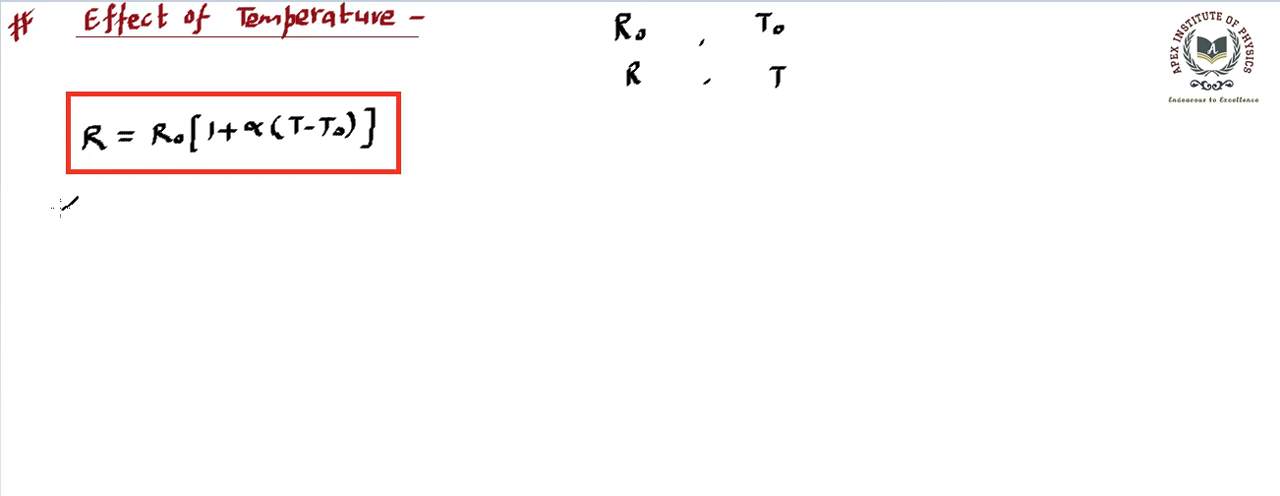 # Effect of Temperature -
R₀ , T₀
R , T
R = R₀[1+α(T-T₀)]
APEX INSTITUTE OF PHYSICS
A
Endeavour to Excellence